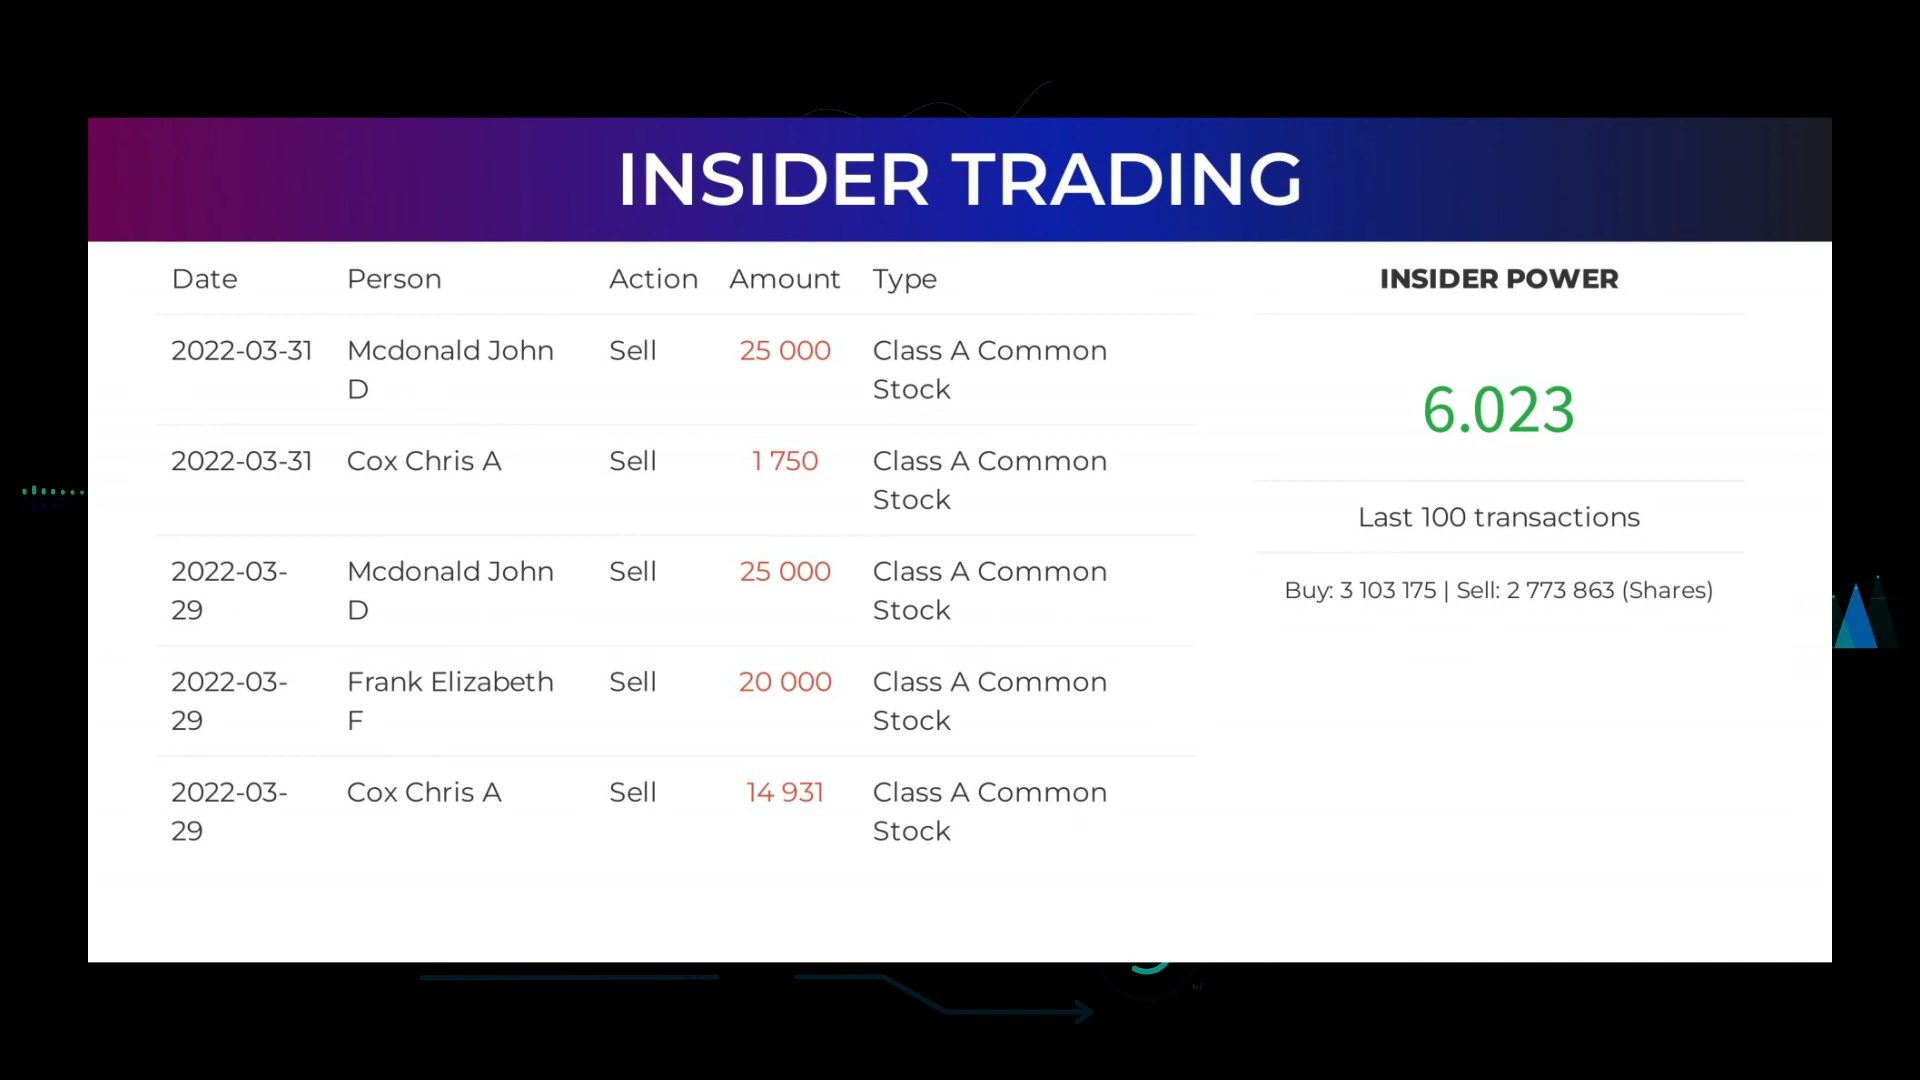 INSIDER TRADING
Date Person Action Amount Type
2022-03-31 Mcdonald John Sell 25 000 Class A Common
D Stock
2022-03-31 Cox Chris A Sell 1 750 Class A Common
Stock
2022-03- Mcdonald John Sell 25 000 Class A Common
29 D Stock
2022-03- Frank Elizabeth Sell 20 000 Class A Common
29 F Stock
2022-03- Cox Chris A Sell 14 931 Class A Common
29 Stock
INSIDER POWER
6.023
Last 100 transactions
Buy: 3 103 175 | Sell: 2 773 863 (Shares)